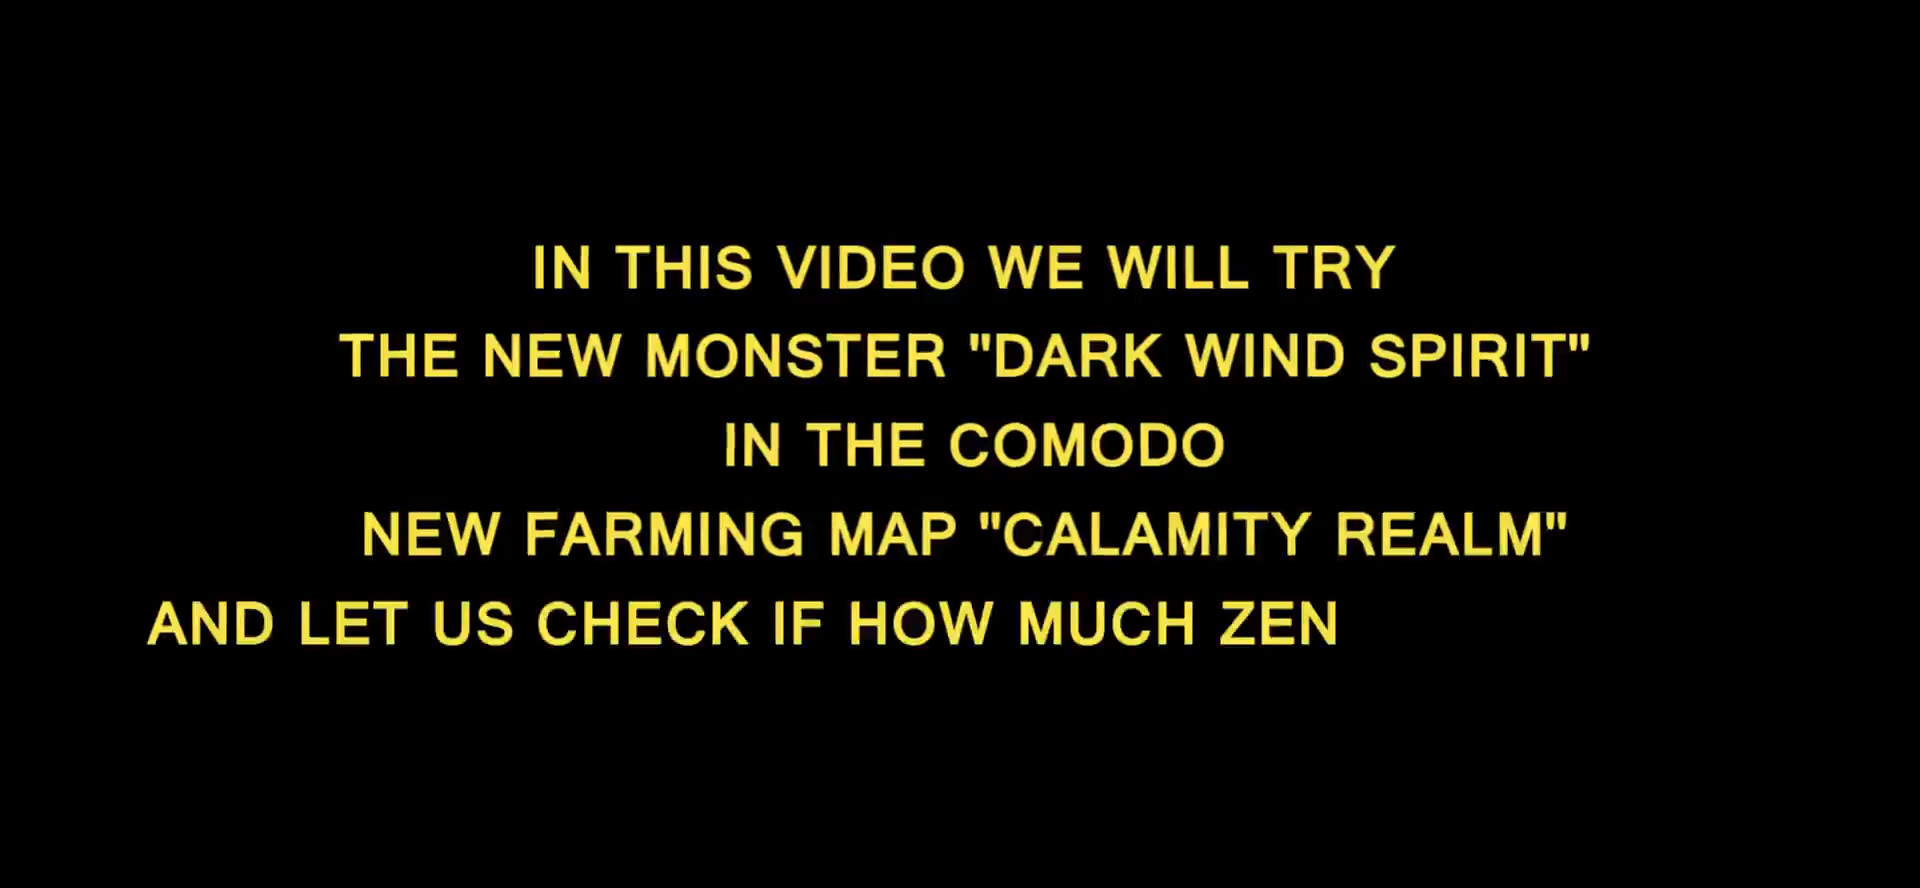 IN THIS VIDEO WE WILL TRY
THE NEW MONSTER "DARK WIND SPIRIT"
IN THE COMODO
NEW FARMING MAP "CALAMITY REALM"
AND LET US CHECK IF HOW MUCH ZEN